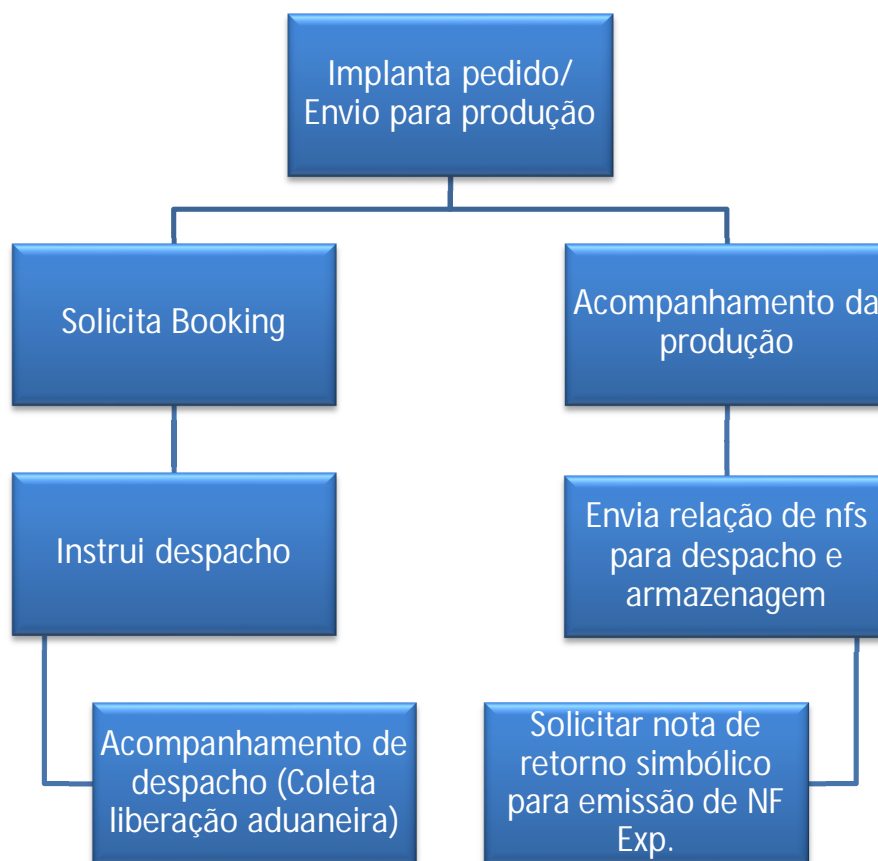 Implanta pedido/
Envio para produção
Solicita Booking
Acompanhamento da
produção
Instrui despacho
Envia relação de nfs
para despacho e
armazenagem
Acompanhamento de
despacho (Coleta
liberação aduaneira)
Solicitar nota de
retorno simbólico
para emissão de NF
Exp.